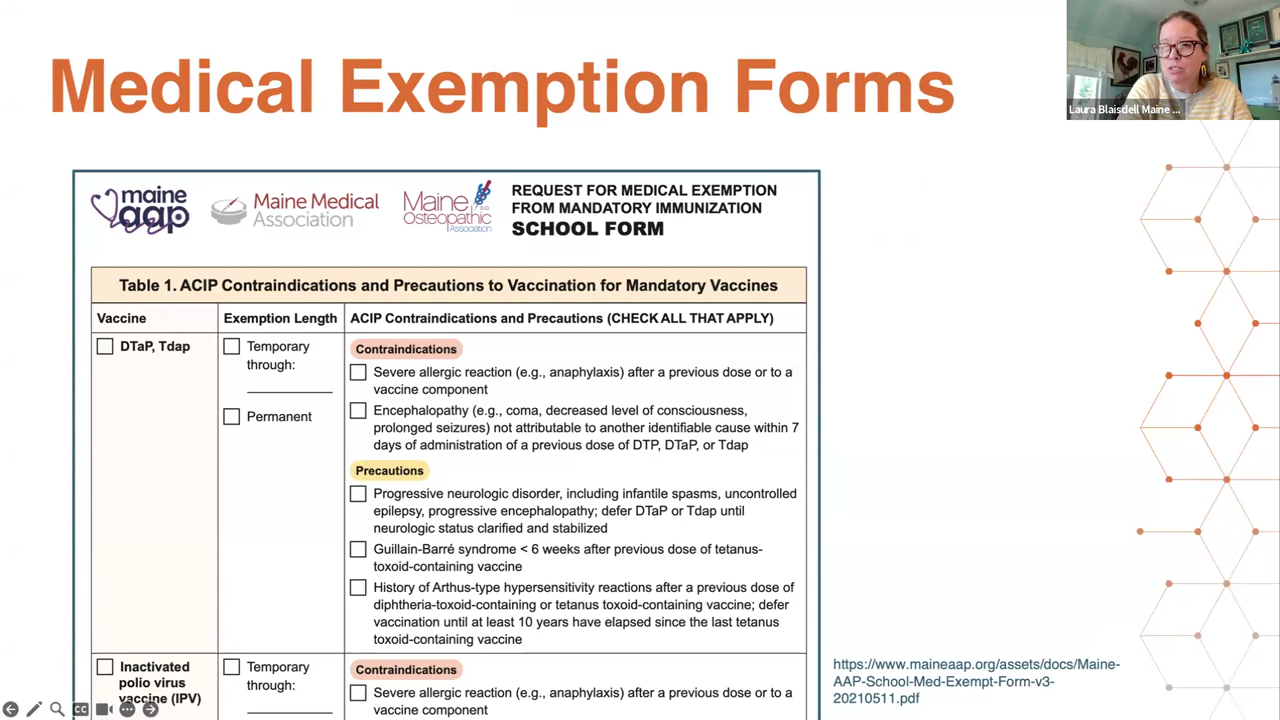 Medical Exemption Forms
Laura Blaisdell Maine ...
maine
aap
Maine Medical
Association
Maine
Osteopathic
Association
D.O.
REQUEST FOR MEDICAL EXEMPTION
FROM MANDATORY IMMUNIZATION
SCHOOL FORM
Table 1. ACIP Contraindications and Precautions to Vaccination for Mandatory Vaccines
Vaccine
Exemption Length
ACIP Contraindications and Precautions (CHECK ALL THAT APPLY)
DTaP, Tdap
Temporary
through:
Permanent
Contraindications
Severe allergic reaction (e.g., anaphylaxis) after a previous dose or to a
vaccine component
Encephalopathy (e.g., coma, decreased level of consciousness,
prolonged seizures) not attributable to another identifiable cause within 7
days of administration of a previous dose of DTP, DTaP, or Tdap
Precautions
Progressive neurologic disorder, including infantile spasms, uncontrolled
epilepsy, progressive encephalopathy; defer DTaP or Tdap until
neurologic status clarified and stabilized
Guillain-Barré syndrome < 6 weeks after previous dose of tetanus-
toxoid-containing vaccine
History of Arthus-type hypersensitivity reactions after a previous dose of
diphtheria-toxoid-containing or tetanus toxoid-containing vaccine; defer
vaccination until at least 10 years have elapsed since the last tetanus
toxoid-containing vaccine
Inactivated
polio virus
vaccine (IPV)
Temporary
through:
Contraindications
Severe allergic reaction (e.g., anaphylaxis) after a previous dose or to a
vaccine component
https://www.maineaap.org/assets/docs/Maine-
AAP-School-Med-Exempt-Form-v3-
20210511.pdf
CC